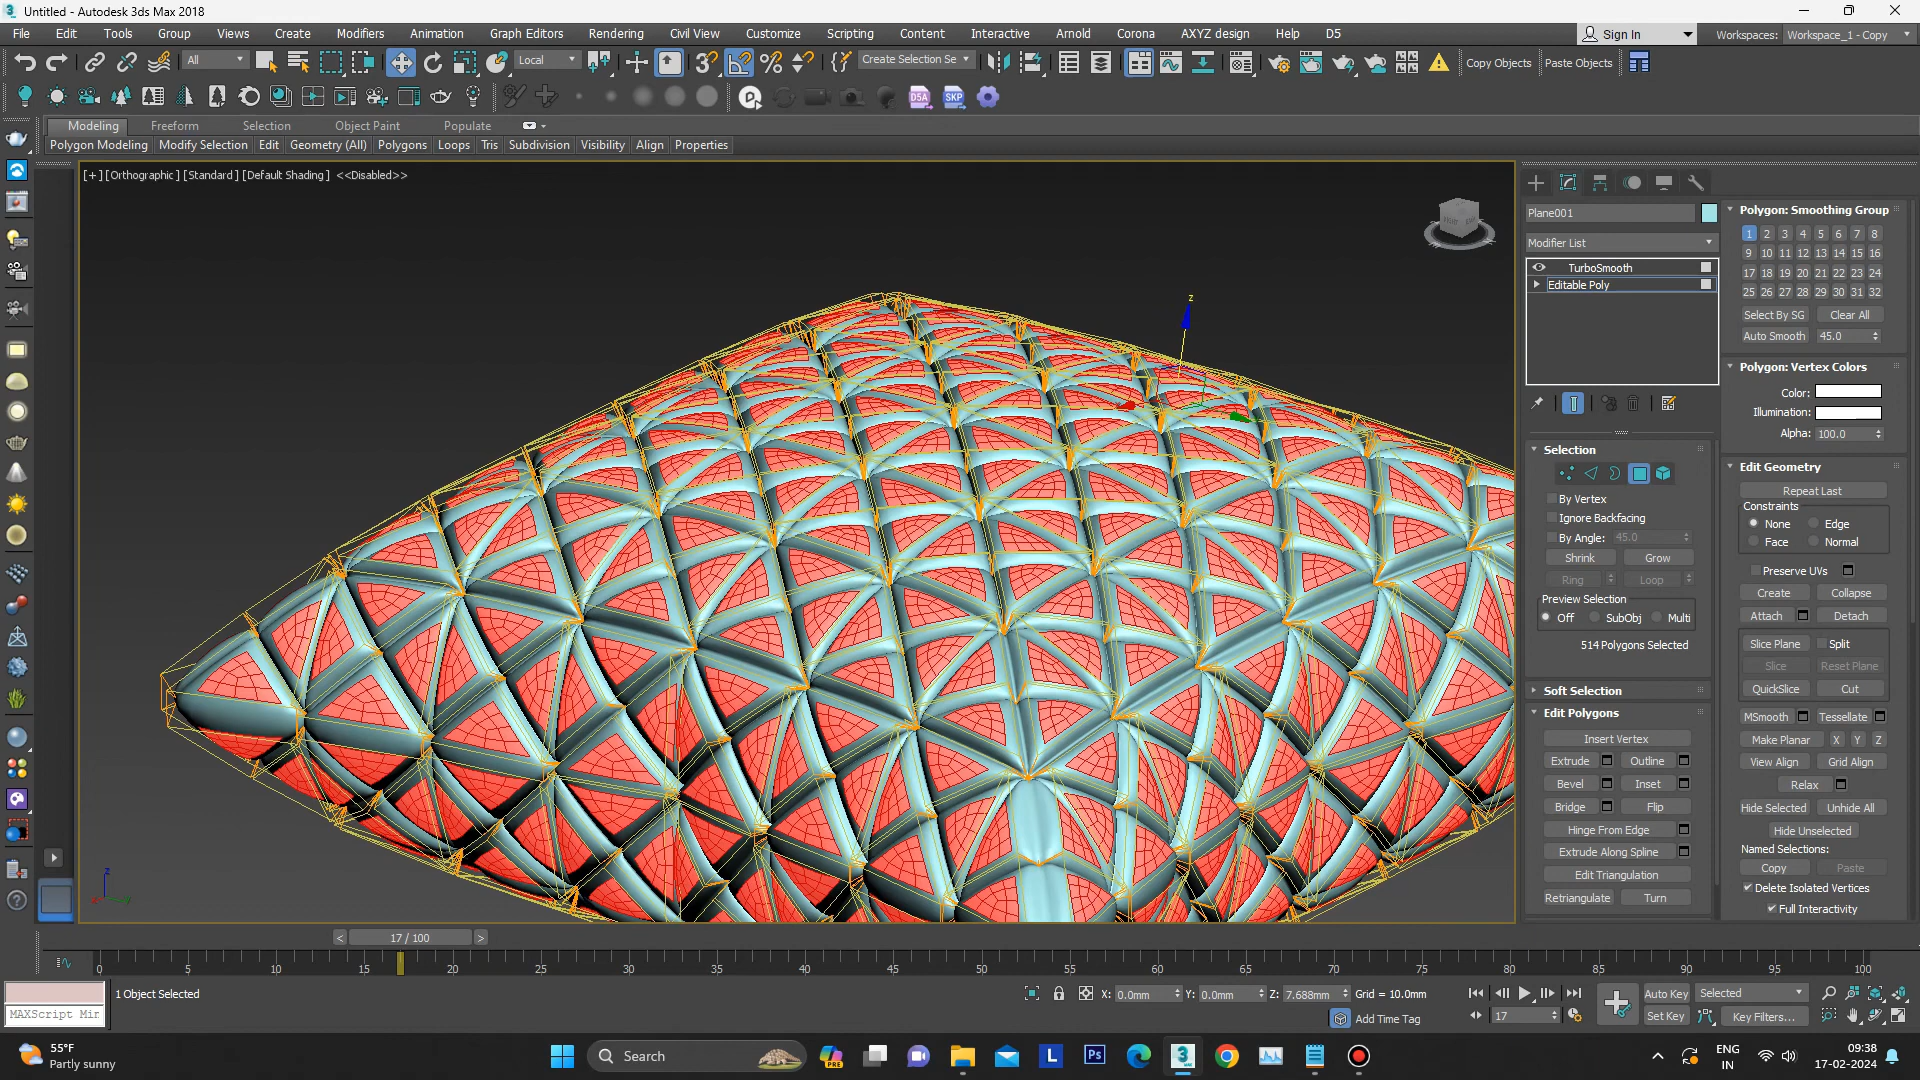 Untitled - Autodesk 3ds Max 2018
File Edit Tools Group Views Create Modifiers Animation Graph Editors Rendering Civil View Customize Scripting Content Interactive Arnold Corona AXYZ design Help D5
Sign In Workspaces: Workspace_1 - Copy
All Local Create Selection Se Copy Objects Paste Objects
Modeling Freeform Selection Object Paint Populate
Polygon Modeling Modify Selection Edit Geometry (All) Polygons Loops Tris Subdivision Visibility Align Properties
[+] [Orthographic] [Standard] [Default Shading] <<Disabled>>
z
Plane001
Modifier List
TurboSmooth
Editable Poly
Selection
By Vertex
Ignore Backfacing
By Angle: 45.0
Shrink Grow
Ring Loop
Preview Selection
Off SubObj Multi
514 Polygons Selected
Soft Selection
Edit Polygons
Insert Vertex
Extrude Outline
Bevel Inset
Bridge Flip
Hinge From Edge
Extrude Along Spline
Edit Triangulation
Retriangulate Turn
Polygon: Smoothing Group
1 2 3 4 5 6 7 8
9 10 11 12 13 14 15 16
17 18 19 20 21 22 23 24
25 26 27 28 29 30 31 32
Select By SG Clear All
Auto Smooth 45.0
Polygon: Vertex Colors
Color:
Illumination:
Alpha: 100.0
Edit Geometry
Repeat Last
Constraints
None Edge
Face Normal
Preserve UVs
Create Collapse
Attach Detach
Slice Plane Split
Slice Reset Plane
QuickSlice Cut
MSmooth Tessellate
Make Planar X Y Z
View Align Grid Align
Relax
Hide Selected Unhide All
Hide Unselected
Named Selections:
Copy Paste
Delete Isolated Vertices
Full Interactivity
< 17 / 100 >
0 5 10 15 20 25 30 35 40 45 50 55 60 65 70 75 80 85 90 95 100
1 Object Selected X: 0.0mm Y: 0.0mm Z: 7.688mm Grid = 10.0mm Auto Key Selected
MAXScript Min Add Time Tag 17 Set Key Key Filters...
55°F
Partly sunny
Search
PRE
L
Ps
3
ENG
IN
09:38
17-02-2024